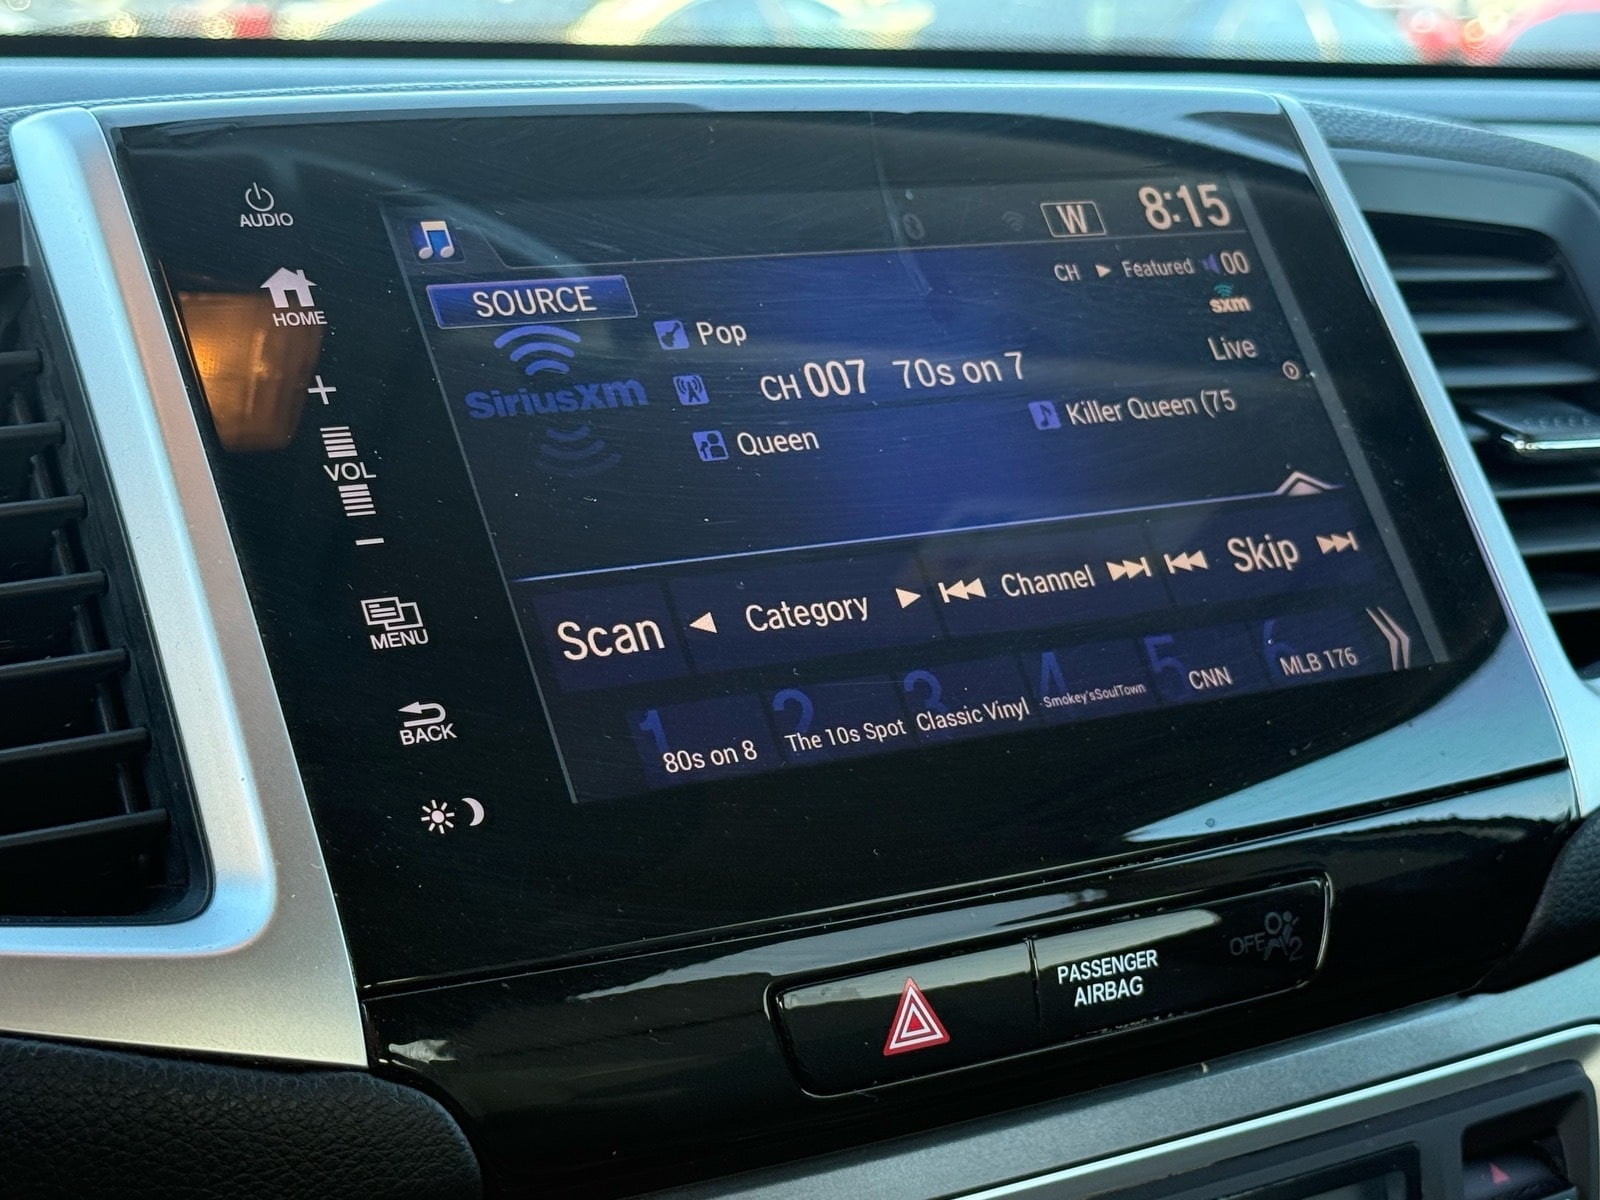 AUDIO
HOME
+
VOL
−
MENU
BACK
W 8:15
CH ▶ Featured 00
sxm
SOURCE
SiriusXM
Pop
Live
CH 007 70s on 7
Queen
Killer Queen (75
Scan ◀ Category ▶ Channel Skip
1 2 3 4 5 6
80s on 8 The 10s Spot Classic Vinyl Smokey'sSoulTown CNN MLB 176
PASSENGER
AIRBAG
OFF 2